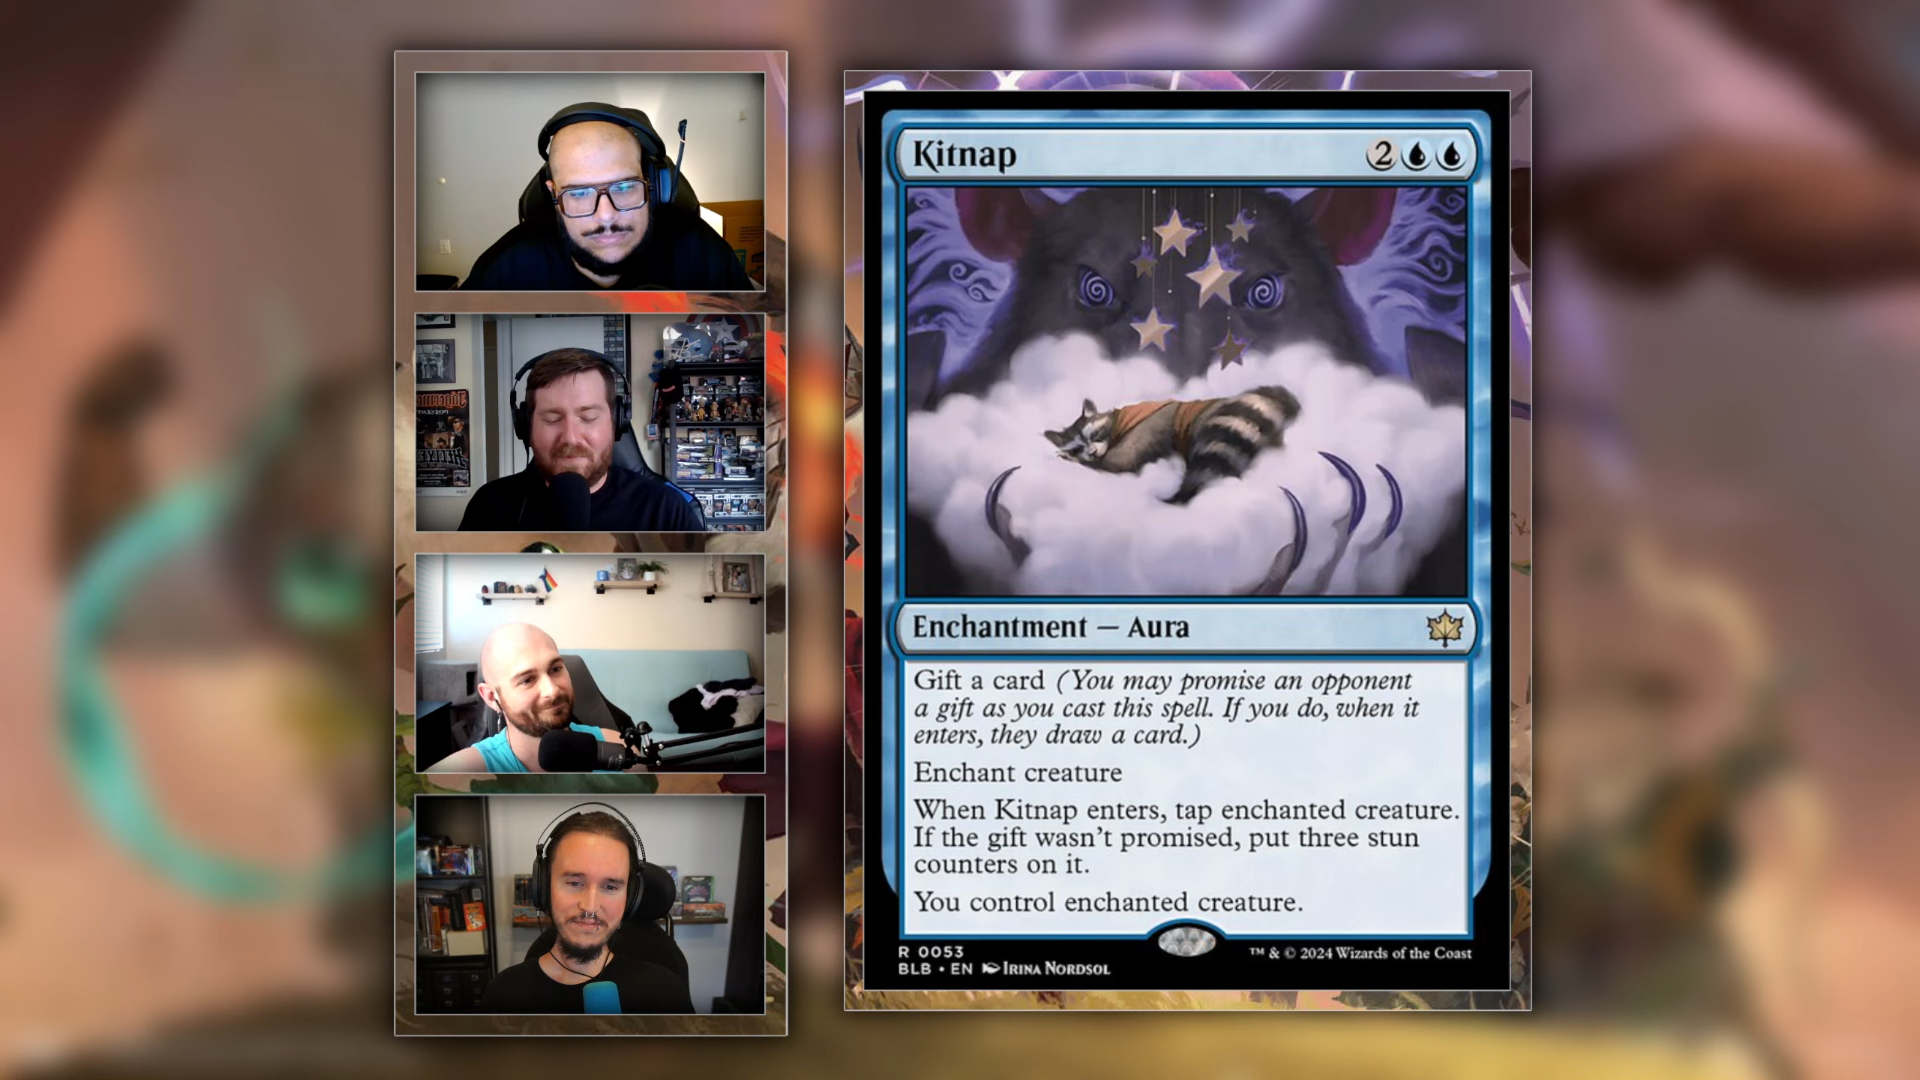 Kitnap
2
Enchantment — Aura
Gift a card (You may promise an opponent
a gift as you cast this spell. If you do, when it
enters, they draw a card.)
Enchant creature
When Kitnap enters, tap enchanted creature.
If the gift wasn't promised, put three stun
counters on it.
You control enchanted creature.
R 0053
BLB • EN IRINA NORDSOL
™ & © 2024 Wizards of the Coast